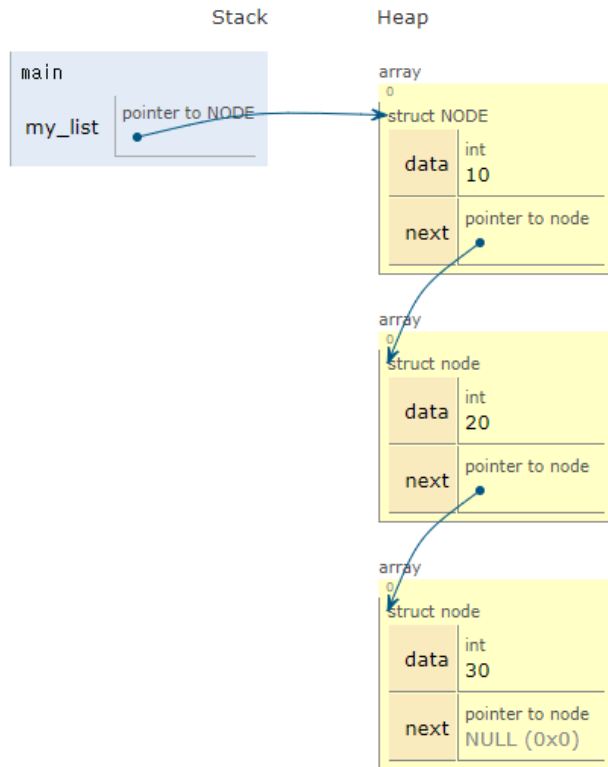 Stack Heap
main
my_list
pointer to NODE
array
0
struct NODE
data
int
10
next
pointer to node
array
0
struct node
data
int
20
next
pointer to node
array
0
struct node
data
int
30
next
pointer to node
NULL (0x0)